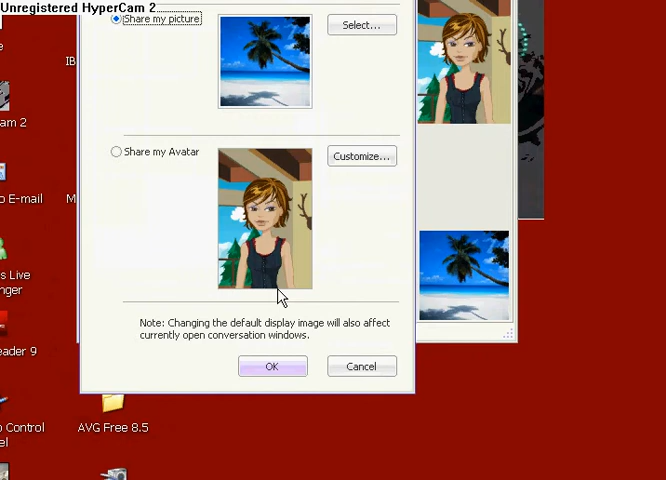 Unregistered HyperCam 2
Share my picture
Select...
Share my Avatar
Customize...
Note: Changing the default display image will also affect
currently open conversation windows.
OK
Cancel
e
IB
am 2
o E-mail
M
s Live
nger
eader 9
o Control
el
AVG Free 8.5